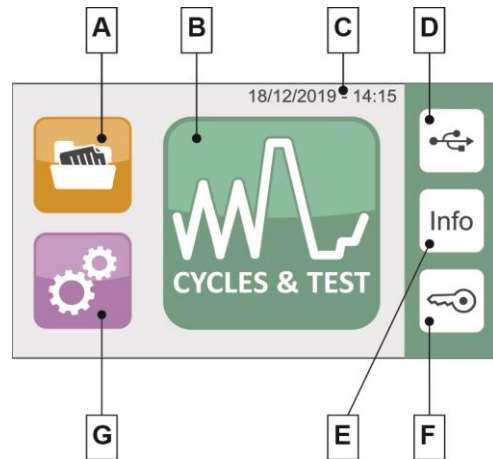 A B C D
18/12/2019 - 14:15
Info
CYCLES & TEST
G E F